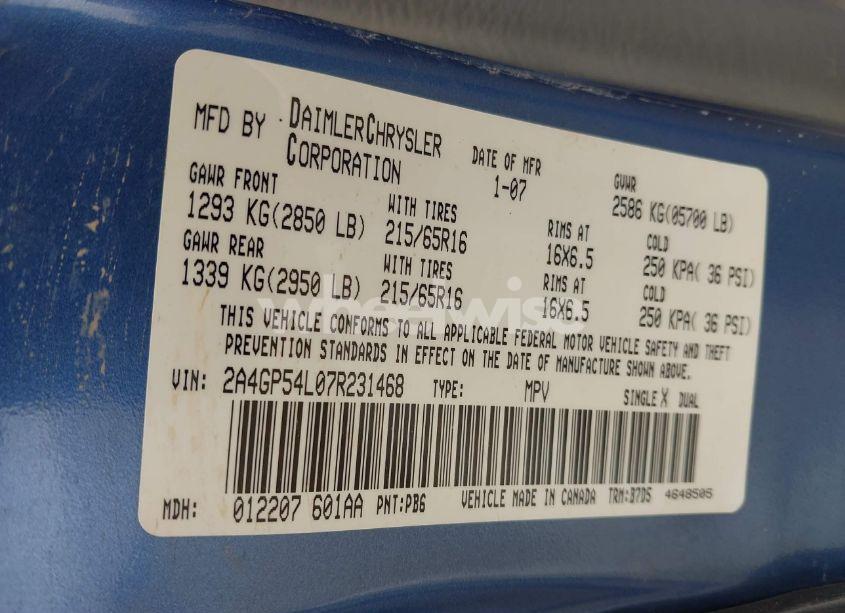 MFD BY DAIMLERCHRYSLER CORPORATION
DATE OF MFR 1-07
GVWR 2586 KG(05700 LB)
GAWR FRONT WITH TIRES RIMS AT COLD
1293 KG(2850 LB) 215/65R16 16X6.5 250 KPA( 36 PSI)
GAWR REAR WITH TIRES RIMS AT COLD
1339 KG(2950 LB) 215/65R16 16X6.5 250 KPA( 36 PSI)
THIS VEHICLE CONFORMS TO ALL APPLICABLE FEDERAL MOTOR VEHICLE SAFETY AND THEFT
PREVENTION STANDARDS IN EFFECT ON THE DATE OF MANUFACTURE SHOWN ABOVE.
VIN: 2A4GP54L07R231468 TYPE: MPV SINGLE X DUAL
MDH: 012207 601AA PNT:PB6 VEHICLE MADE IN CANADA TRM:B7D5 4648505
wheelwise